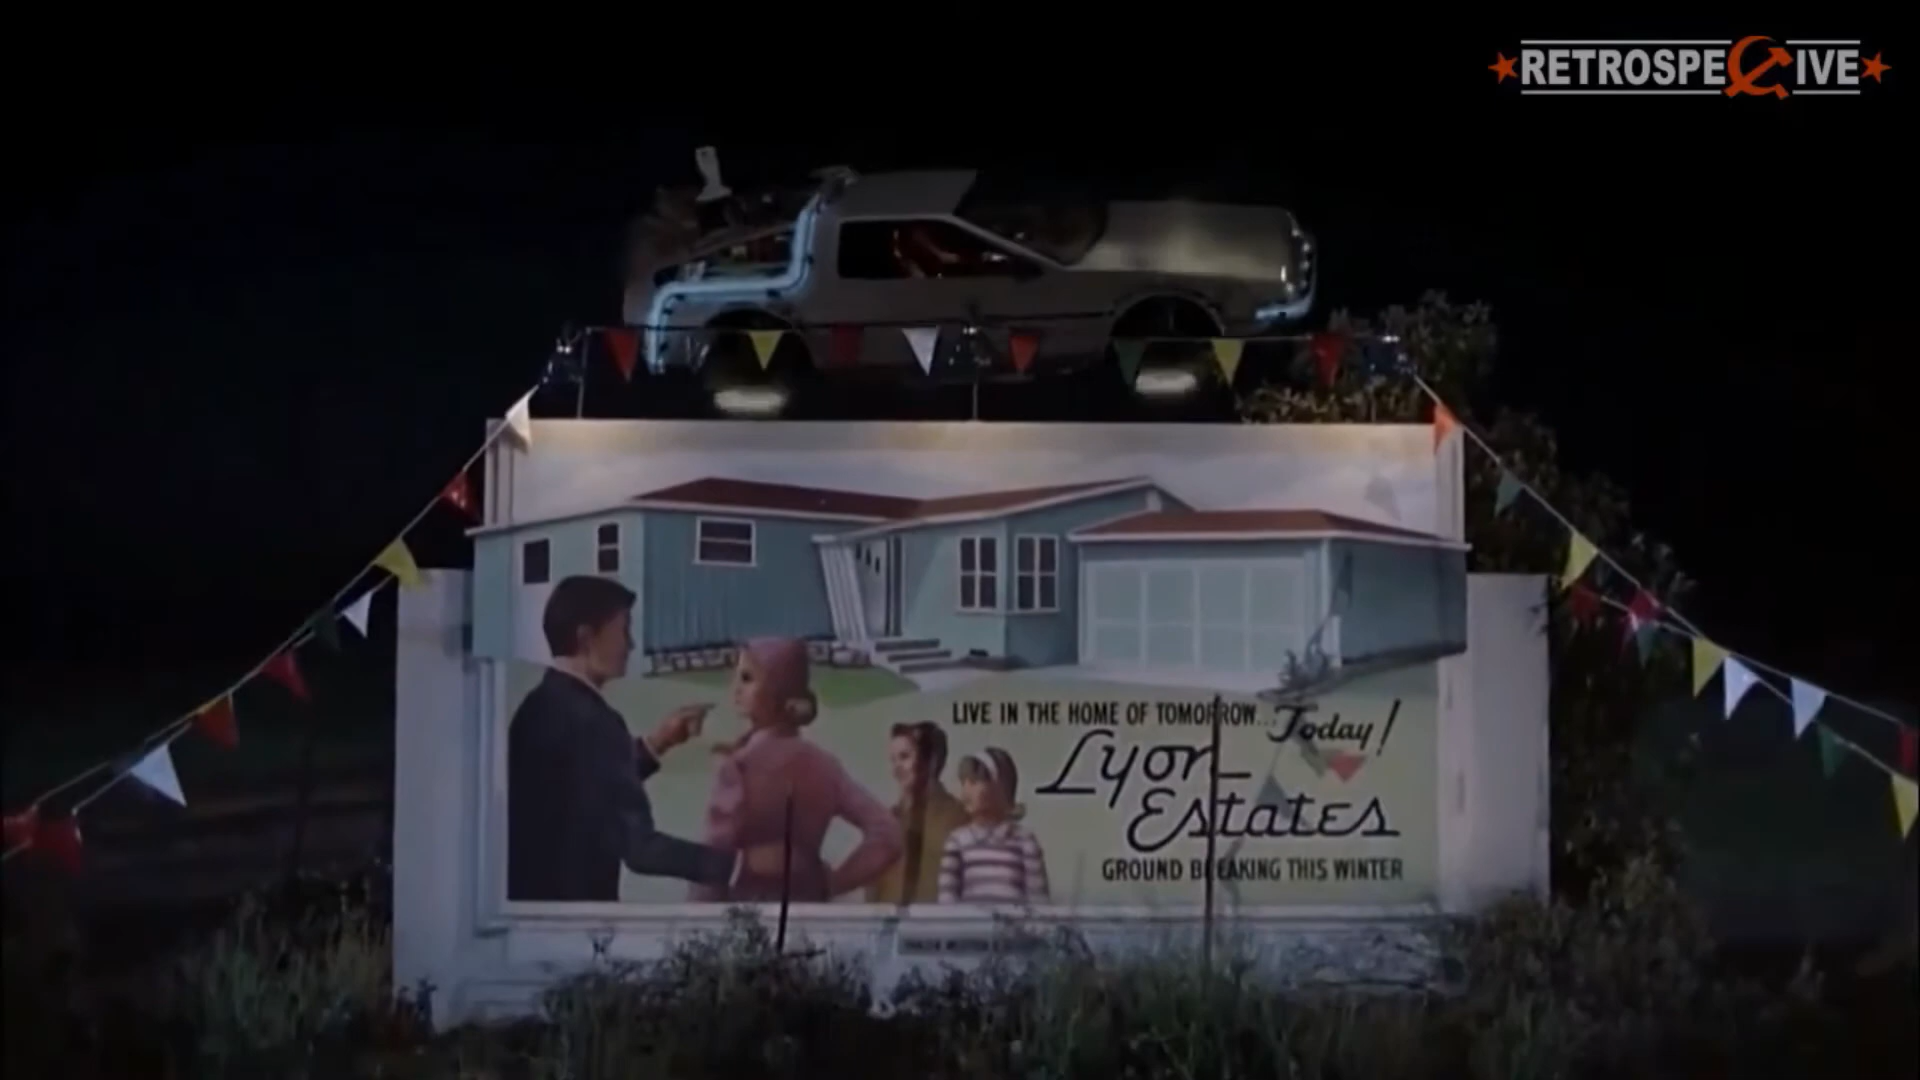 RETROSPECTIVE
LIVE IN THE HOME OF TOMORROW... Today!
Lyon
Estates
GROUND BREAKING THIS WINTER